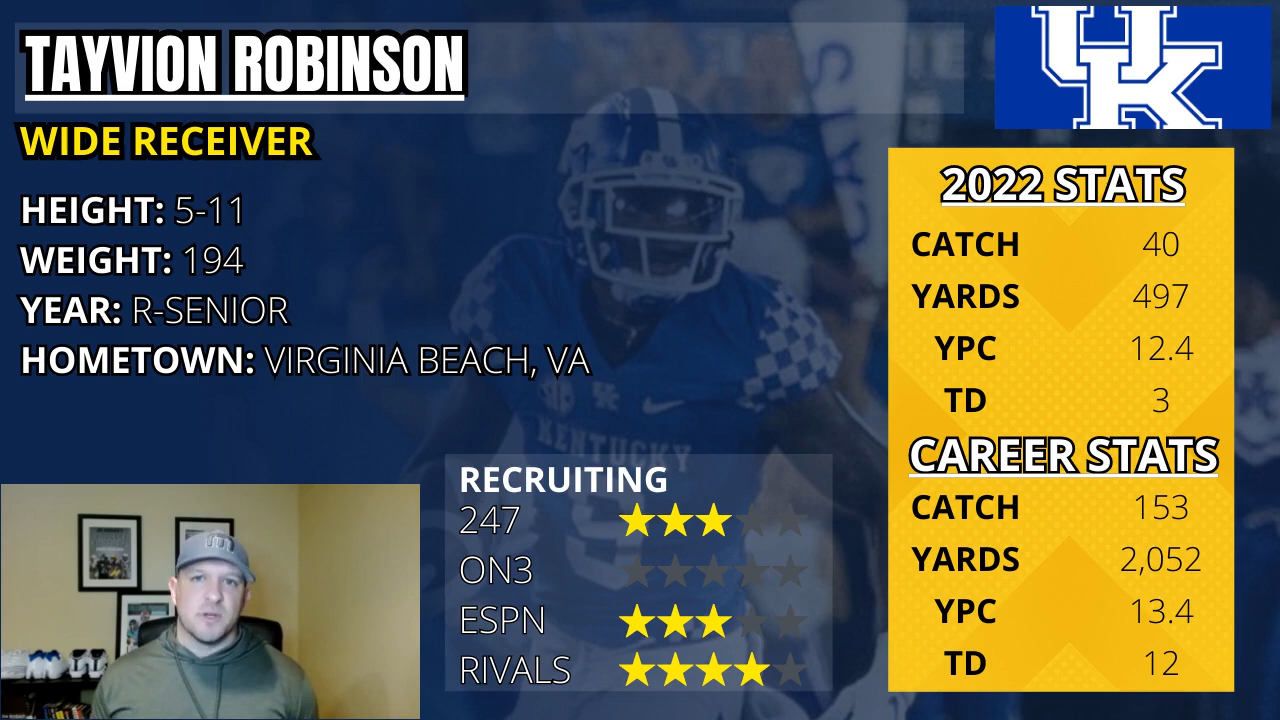 TAYVION ROBINSON
UK
WIDE RECEIVER
HEIGHT: 5-11
WEIGHT: 194
YEAR: R-SENIOR
HOMETOWN: VIRGINIA BEACH, VA
KENTUCKY
RECRUITING
247
ON3
ESPN
RIVALS
2022 STATS
CATCH 40
YARDS 497
YPC 12.4
TD 3
CAREER STATS
CATCH 153
YARDS 2,052
YPC 13.4
TD 12